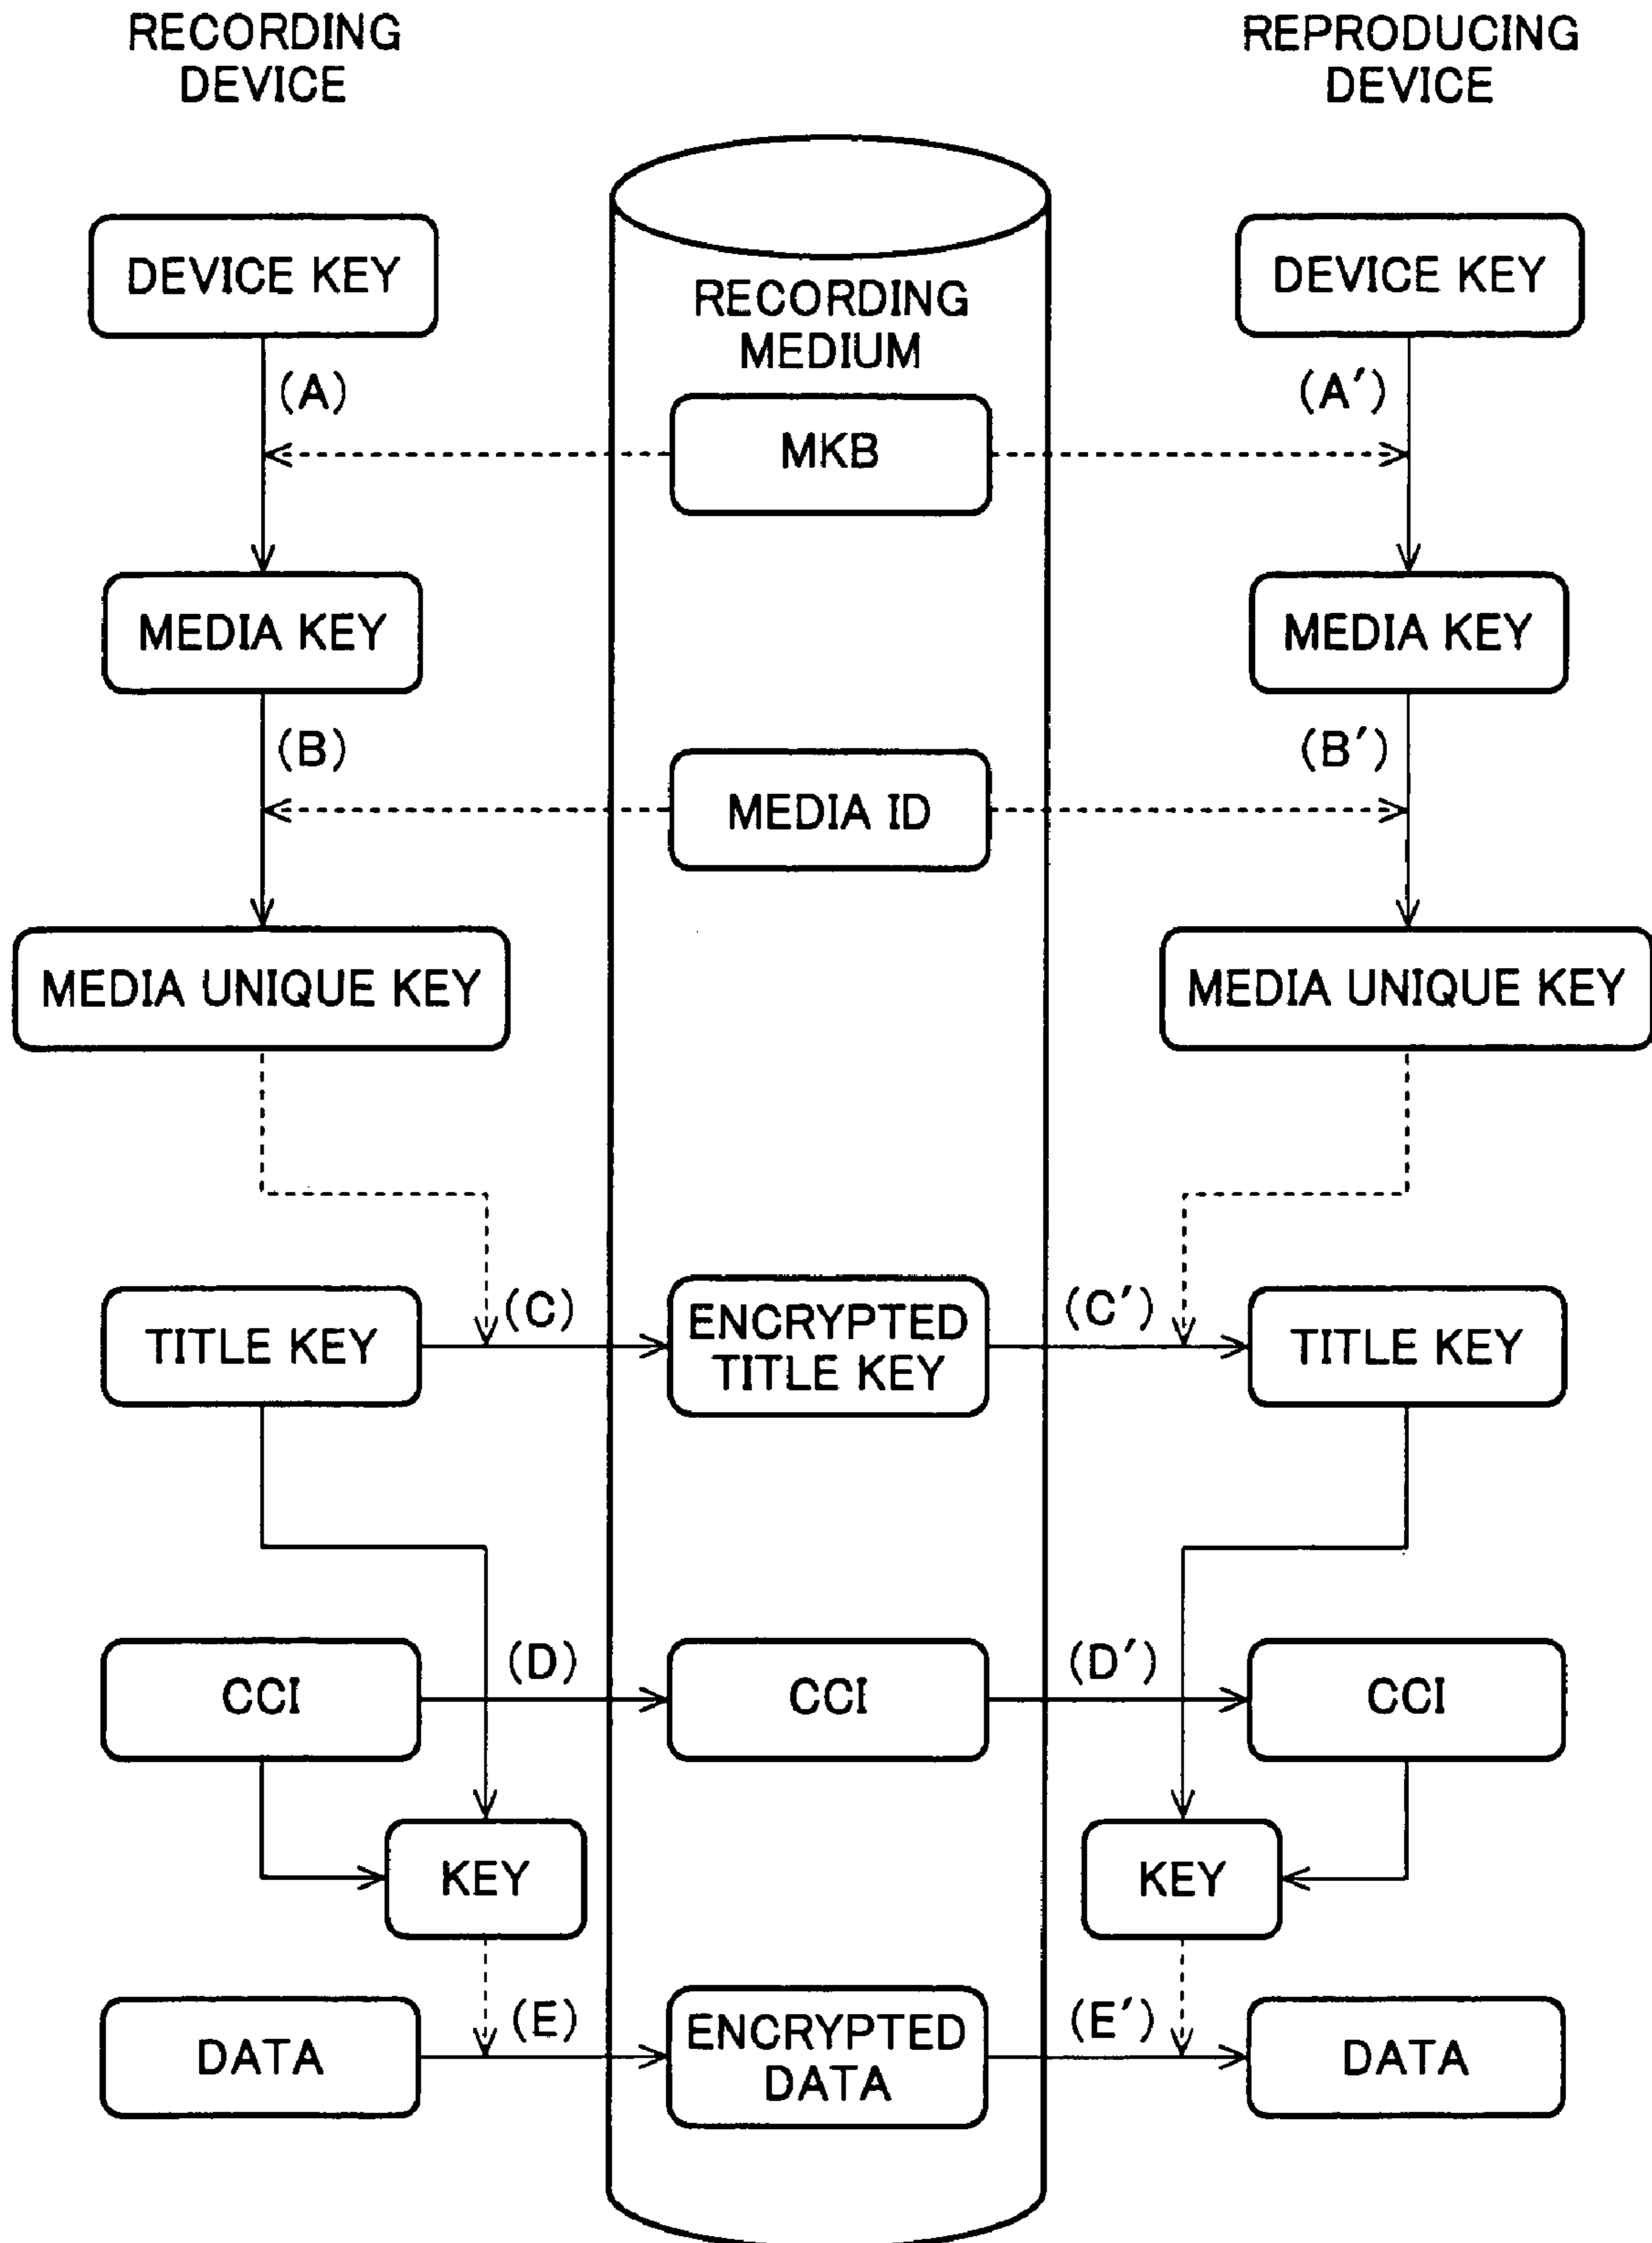 RECORDING
DEVICE
REPRODUCING
DEVICE
DEVICE KEY
RECORDING
MEDIUM
DEVICE KEY
(A)
MKB
(A')
MEDIA KEY
MEDIA KEY
(B)
MEDIA ID
(B')
MEDIA UNIQUE KEY
MEDIA UNIQUE KEY
TITLE KEY
(C)
ENCRYPTED
TITLE KEY
(C')
TITLE KEY
CCI
(D)
CCI
(D')
CCI
KEY
KEY
DATA
(E)
ENCRYPTED
DATA
(E')
DATA